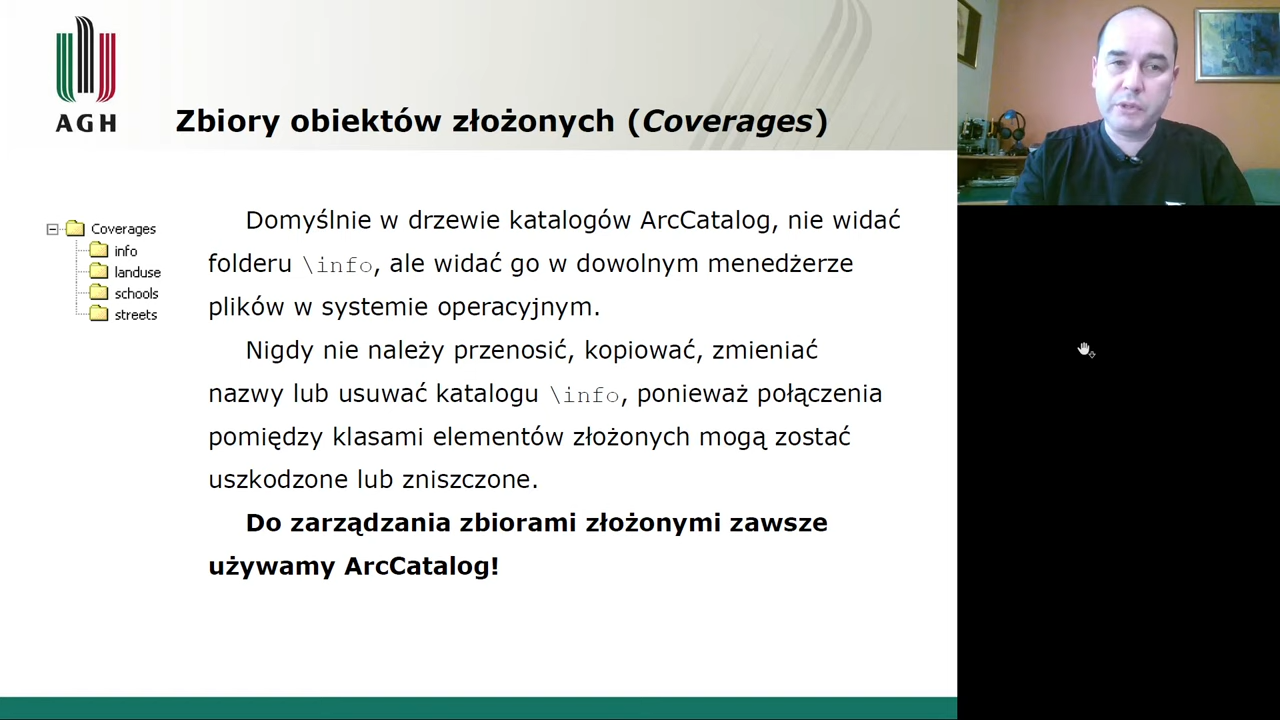 AGH
Zbiory obiektów złożonych (Coverages)
Coverages
info
landuse
schools
streets
Domyślnie w drzewie katalogów ArcCatalog, nie widać
folderu \info, ale widać go w dowolnym menedżerze
plików w systemie operacyjnym.
Nigdy nie należy przenosić, kopiować, zmieniać
nazwy lub usuwać katalogu \info, ponieważ połączenia
pomiędzy klasami elementów złożonych mogą zostać
uszkodzone lub zniszczone.
Do zarządzania zbiorami złożonymi zawsze
używamy ArcCatalog!